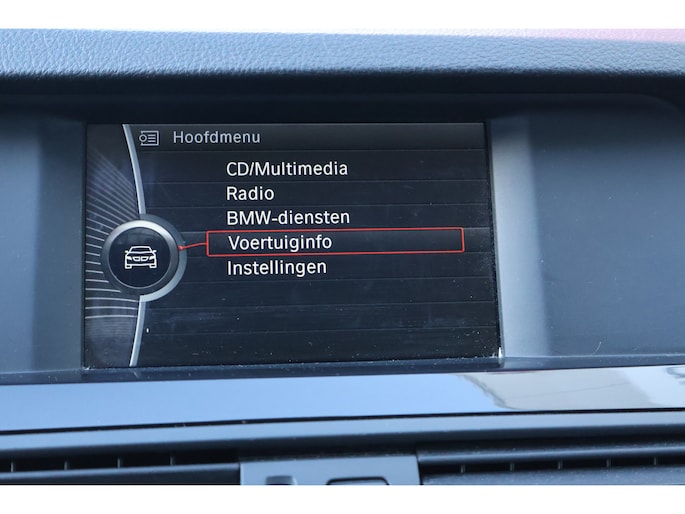 Hoofdmenu
CD/Multimedia
Radio
BMW-diensten
Voertuiginfo
Instellingen